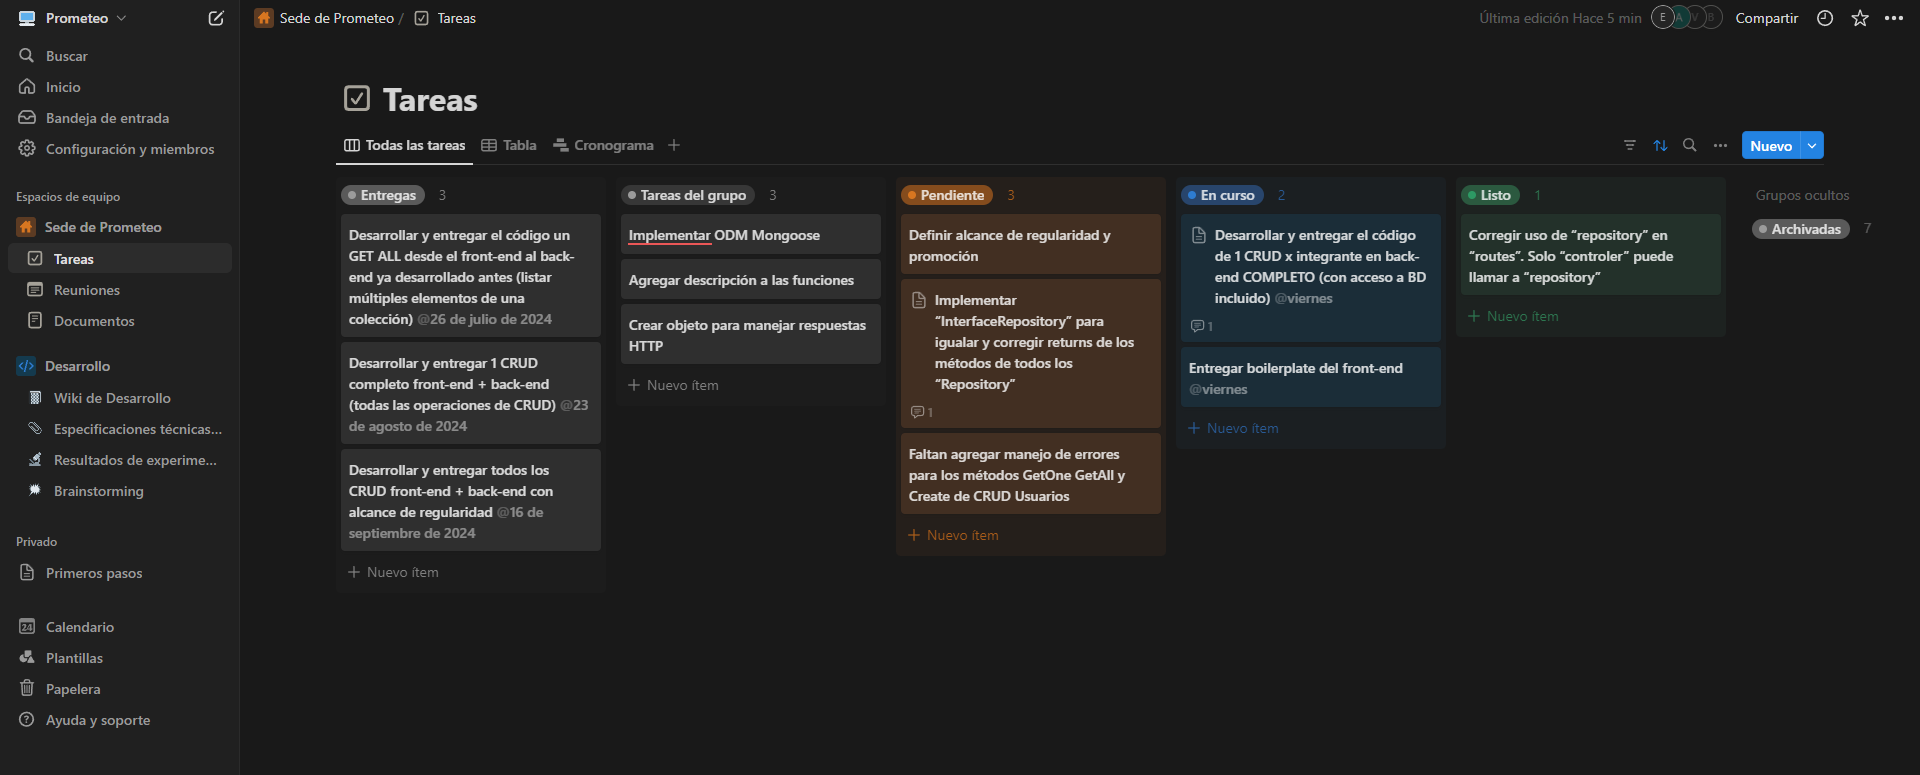 Prometeo
Buscar
Inicio
Bandeja de entrada
Configuración y miembros
Espacios de equipo
Sede de Prometeo
Tareas
Reuniones
Documentos
Desarrollo
Wiki de Desarrollo
Especificaciones técnicas...
Resultados de experime...
Brainstorming
Privado
Primeros pasos
24 Calendario
Plantillas
Papelera
Ayuda y soporte
Sede de Prometeo / Tareas
Última edición Hace 5 min
E A V B
Compartir
Tareas
Todas las tareas
Tabla
Cronograma
Nuevo
Entregas 3
Desarrollar y entregar el código un
GET ALL desde el front-end al back-
end ya desarrollado antes (listar
múltiples elementos de una
colección) @26 de julio de 2024
Desarrollar y entregar 1 CRUD
completo front-end + back-end
(todas las operaciones de CRUD) @23
de agosto de 2024
Desarrollar y entregar todos los
CRUD front-end + back-end con
alcance de regularidad @16 de
septiembre de 2024
+ Nuevo ítem
Tareas del grupo 3
Implementar ODM Mongoose
Agregar descripción a las funciones
Crear objeto para manejar respuestas
HTTP
+ Nuevo ítem
Pendiente 3
Definir alcance de regularidad y
promoción
Implementar
“InterfaceRepository” para
igualar y corregir returns de los
métodos de todos los
“Repository”
1
Faltan agregar manejo de errores
para los métodos GetOne GetAll y
Create de CRUD Usuarios
+ Nuevo ítem
En curso 2
Desarrollar y entregar el código
de 1 CRUD x integrante en back-
end COMPLETO (con acceso a BD
incluido) @viernes
1
Entregar boilerplate del front-end
@viernes
+ Nuevo ítem
Listo 1
Corregir uso de “repository” en
“routes”. Solo “controler” puede
llamar a “repository”
+ Nuevo ítem
Grupos ocultos
Archivadas 7